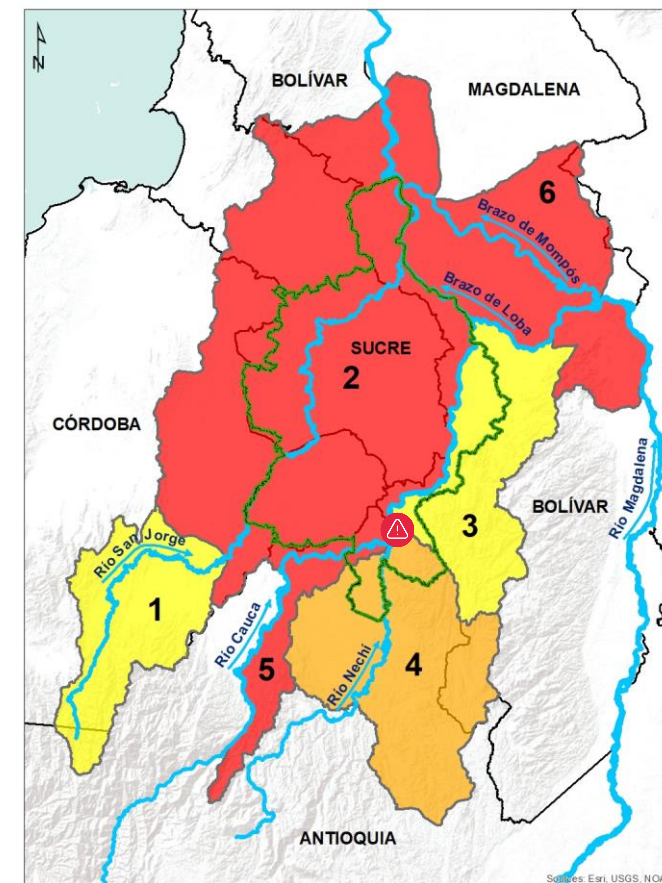 N
BOLÍVAR
MAGDALENA
6
Brazo de Mompós
Brazo de Loba
SUCRE
2
CÓRDOBA
BOLÍVAR
Río Magdalena
3
Río San Jorge
1
Río Cauca
5
Río Nechí
4
ANTIOQUIA
Sources: Esri, USGS, NOA